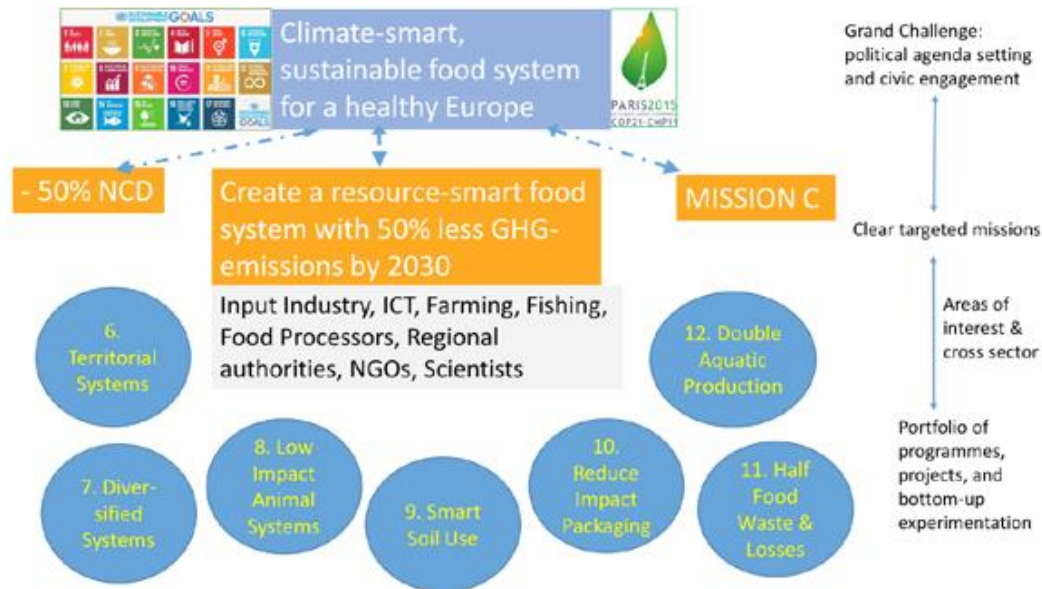 SUSTAINABLE DEVELOPMENT GOALS
Climate-smart,
sustainable food system
for a healthy Europe
PARIS2015
COP21·CMP11
Grand Challenge:
political agenda setting
and civic engagement
- 50% NCD
Create a resource-smart food
system with 50% less GHG-
emissions by 2030
MISSION C
Clear targeted missions
Input Industry, ICT, Farming, Fishing,
Food Processors, Regional
authorities, NGOs, Scientists
Areas of
interest &
cross sector
6.
Territorial
Systems
12. Double
Aquatic
Production
7. Diver-
sified
Systems
8. Low
Impact
Animal
Systems
9. Smart
Soil Use
10.
Reduce
Impact
Packaging
11. Half
Food
Waste &
Losses
Portfolio of
programmes,
projects, and
bottom-up
experimentation